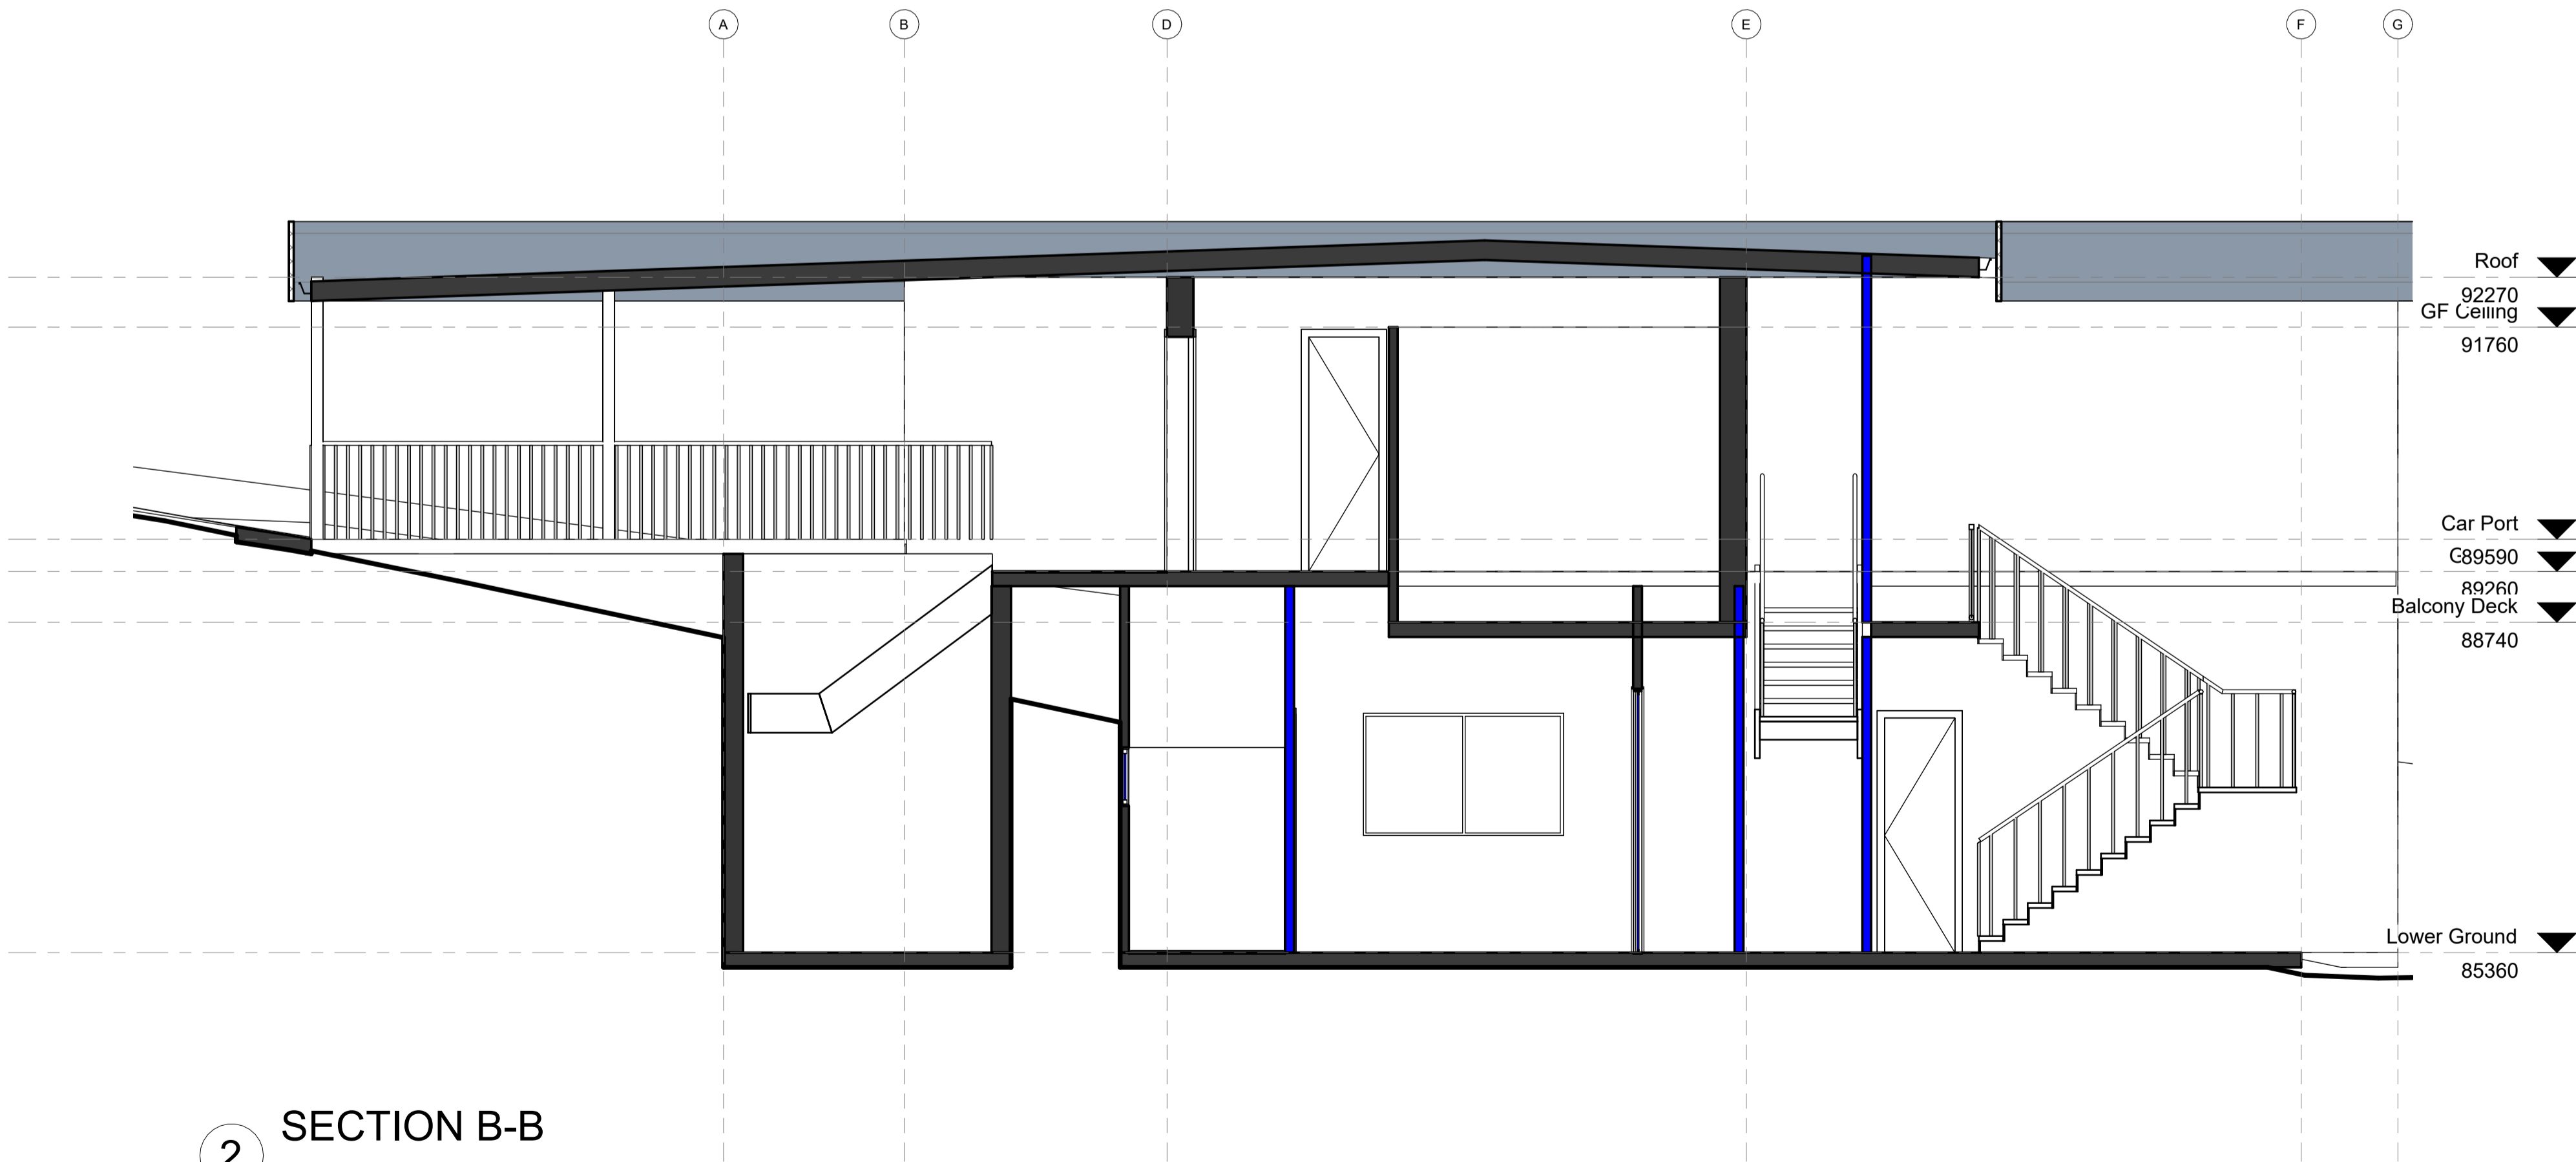 A B D E F G
Roof
92270
GF Ceiling
91760
Car Port
89590
89260
Balcony Deck
88740
Lower Ground
85360
SECTION B-B
2